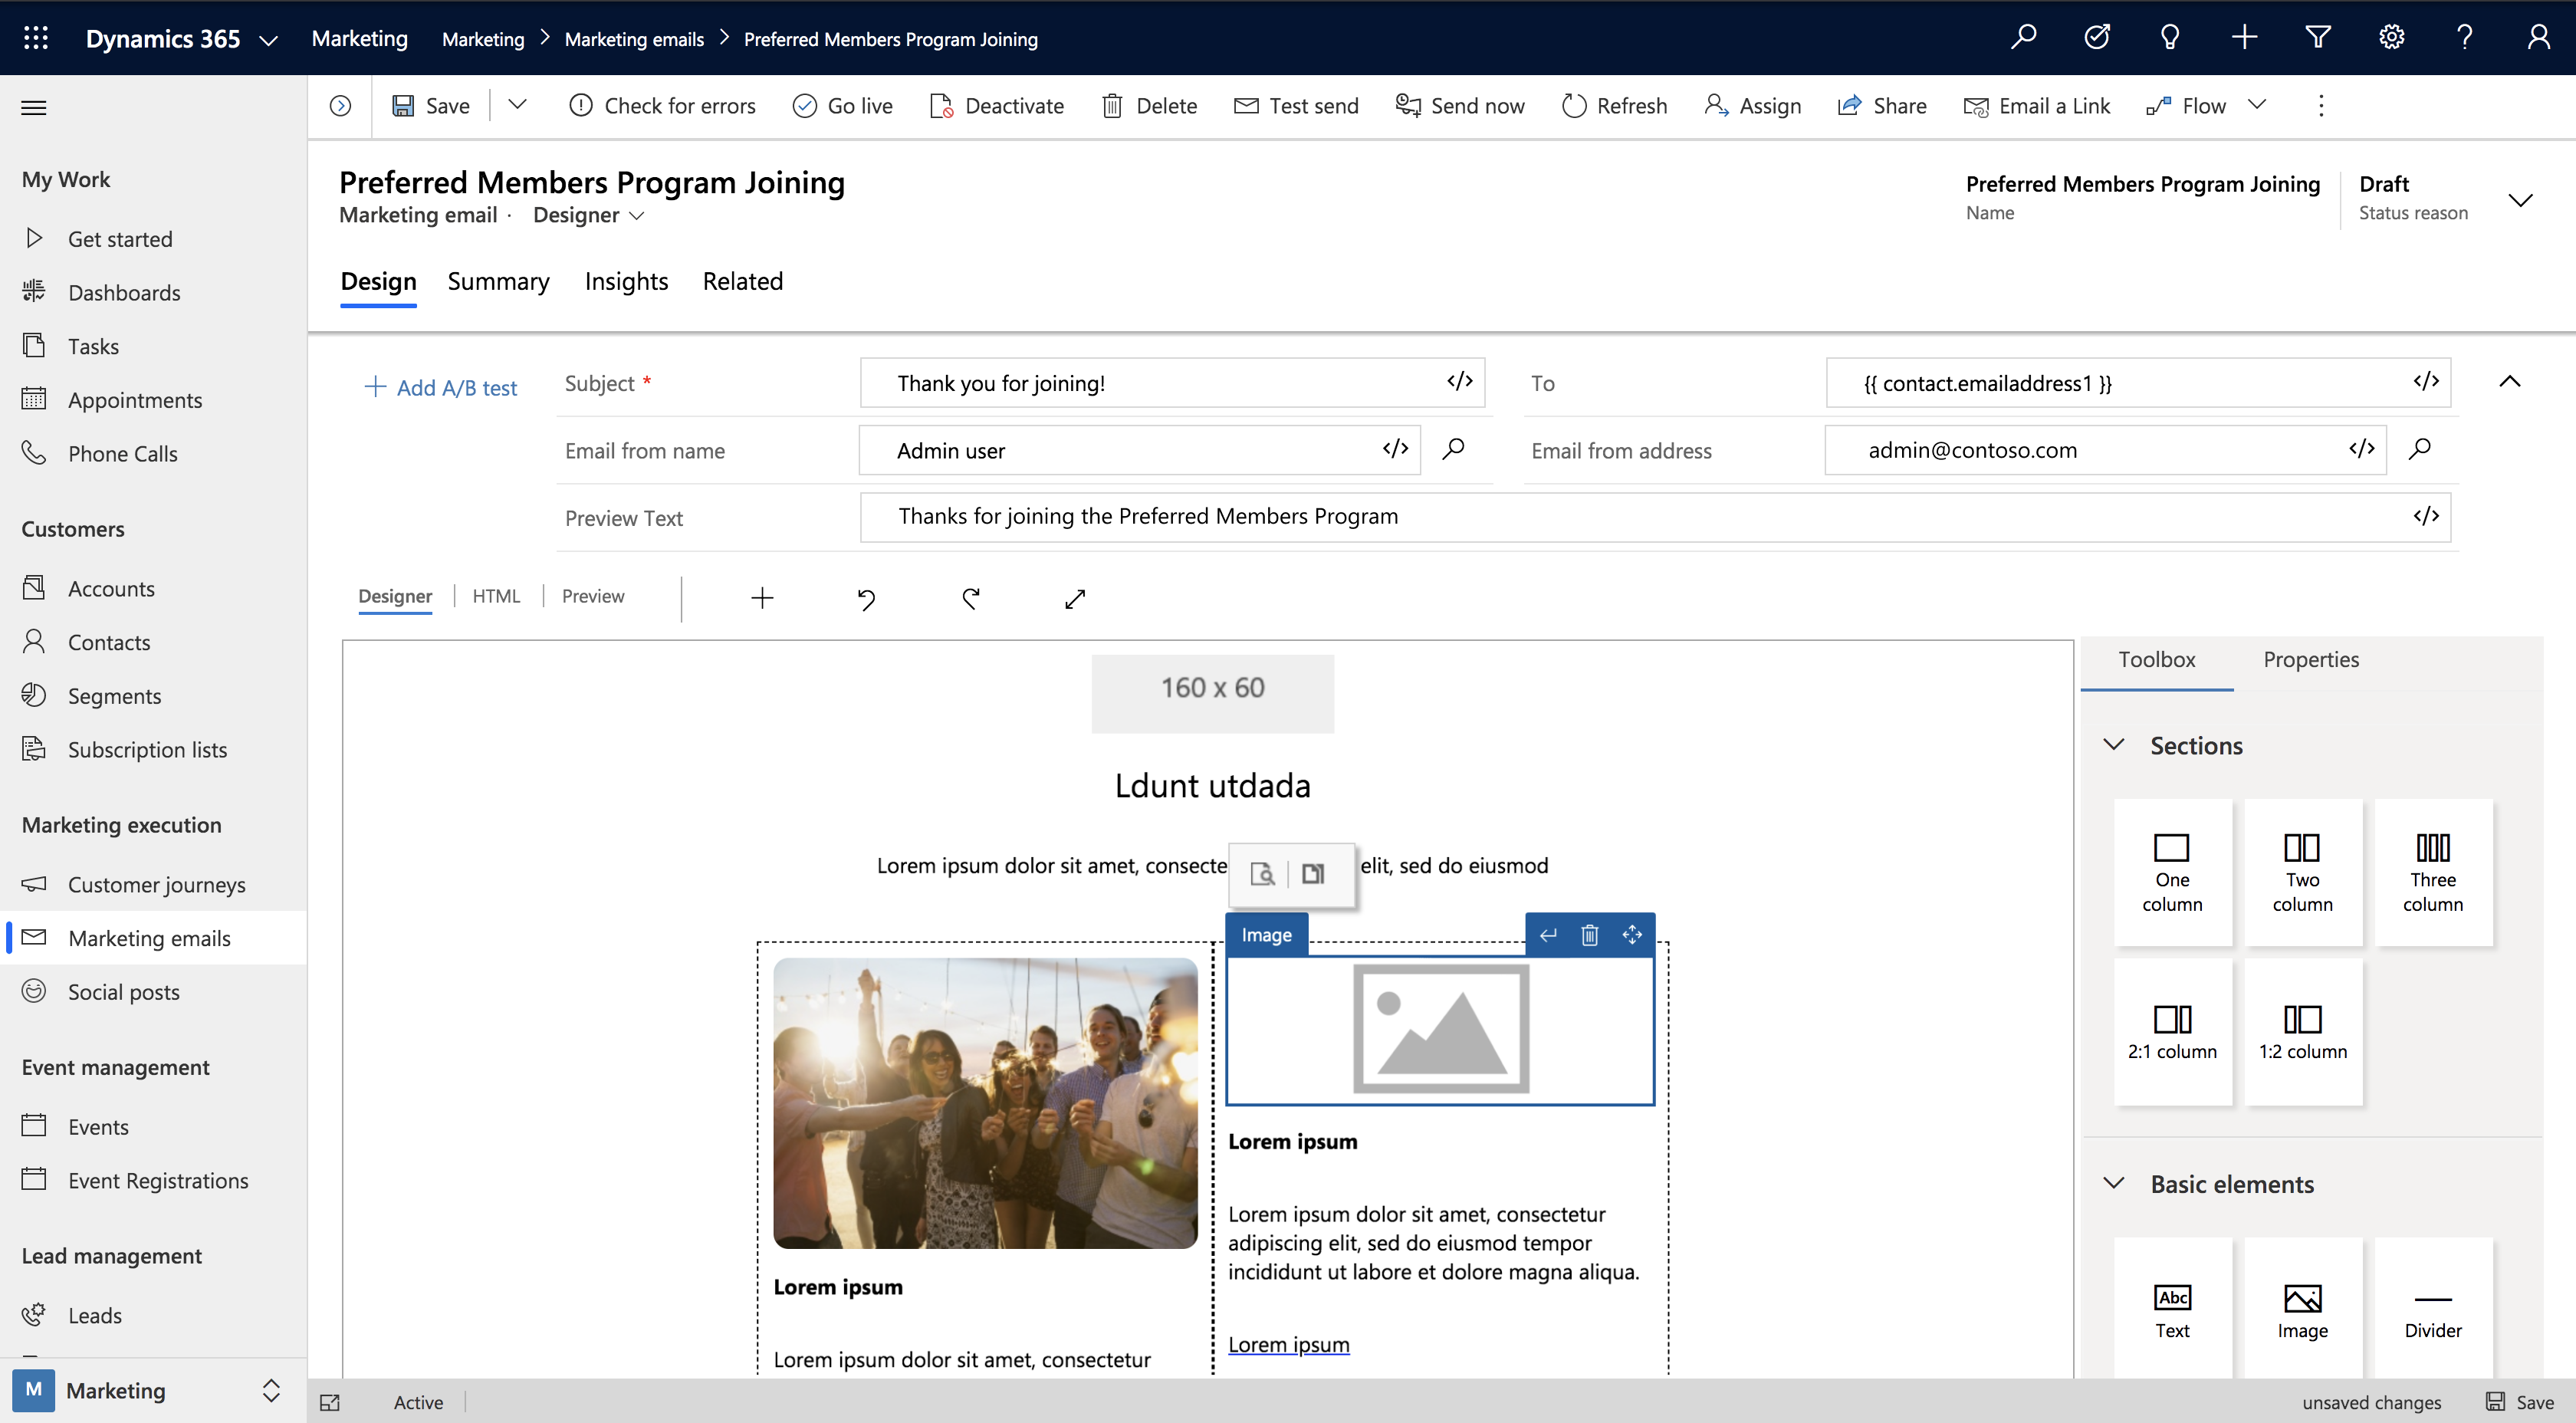 Dynamics 365 Marketing Marketing > Marketing emails > Preferred Members Program Joining
Save Check for errors Go live Deactivate Delete Test send Send now Refresh Assign Share Email a Link Flow
My Work
Get started
Dashboards
Tasks
Appointments
Phone Calls
Customers
Accounts
Contacts
Segments
Subscription lists
Marketing execution
Customer journeys
Marketing emails
Social posts
Event management
Events
Event Registrations
Lead management
Leads
M Marketing
Preferred Members Program Joining
Marketing email · Designer
Preferred Members Program Joining
Name
Draft
Status reason
Design Summary Insights Related
+ Add A/B test
Subject * Thank you for joining! </>
To {{ contact.emailaddress1 }} </>
Email from name Admin user </>
Email from address admin@contoso.com </>
Preview Text Thanks for joining the Preferred Members Program </>
Designer | HTML | Preview
160 x 60
Ldunt utdada
Lorem ipsum dolor sit amet, consecte elit, sed do eiusmod
Image
Lorem ipsum
Lorem ipsum dolor sit amet, consectetur
Lorem ipsum
Lorem ipsum dolor sit amet, consectetur
adipiscing elit, sed do eiusmod tempor
incididunt ut labore et dolore magna aliqua.
Lorem ipsum
Toolbox Properties
Sections
One
column
Two
column
Three
column
2:1 column
1:2 column
Basic elements
Abc
Text
Image
Divider
Active
unsaved changes Save